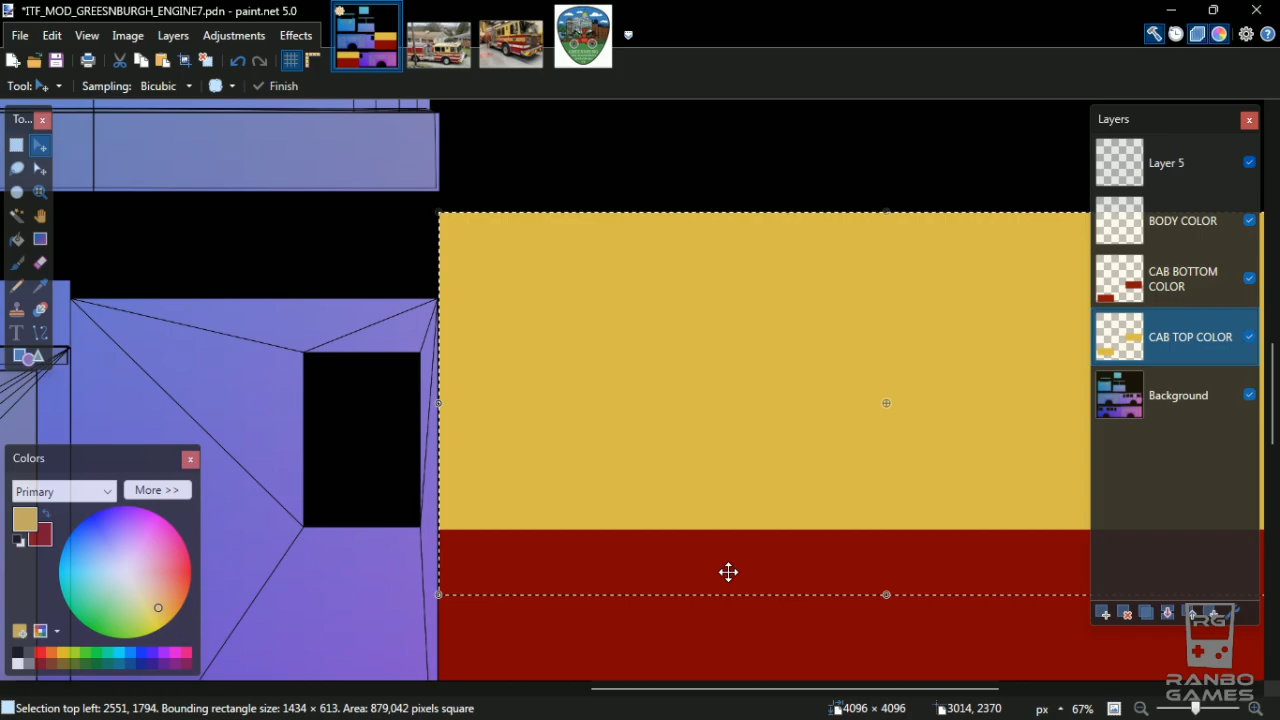 *ITF_MOD_GREESNBURGH_ENGINE7.pdn - paint.net 5.0
File Edit View Image Layers Adjustments Effects
Tool: Sampling: Bicubic Finish
To...
Layers
Layer 5
BODY COLOR
CAB BOTTOM
COLOR
CAB TOP COLOR
Background
Colors
Primary
More >>
RG
RANBO
GAMES
Selection top left: 2551, 1794. Bounding rectangle size: 1434 × 613. Area: 879,042 pixels square
4096 × 4096
3014, 2370
px
67%